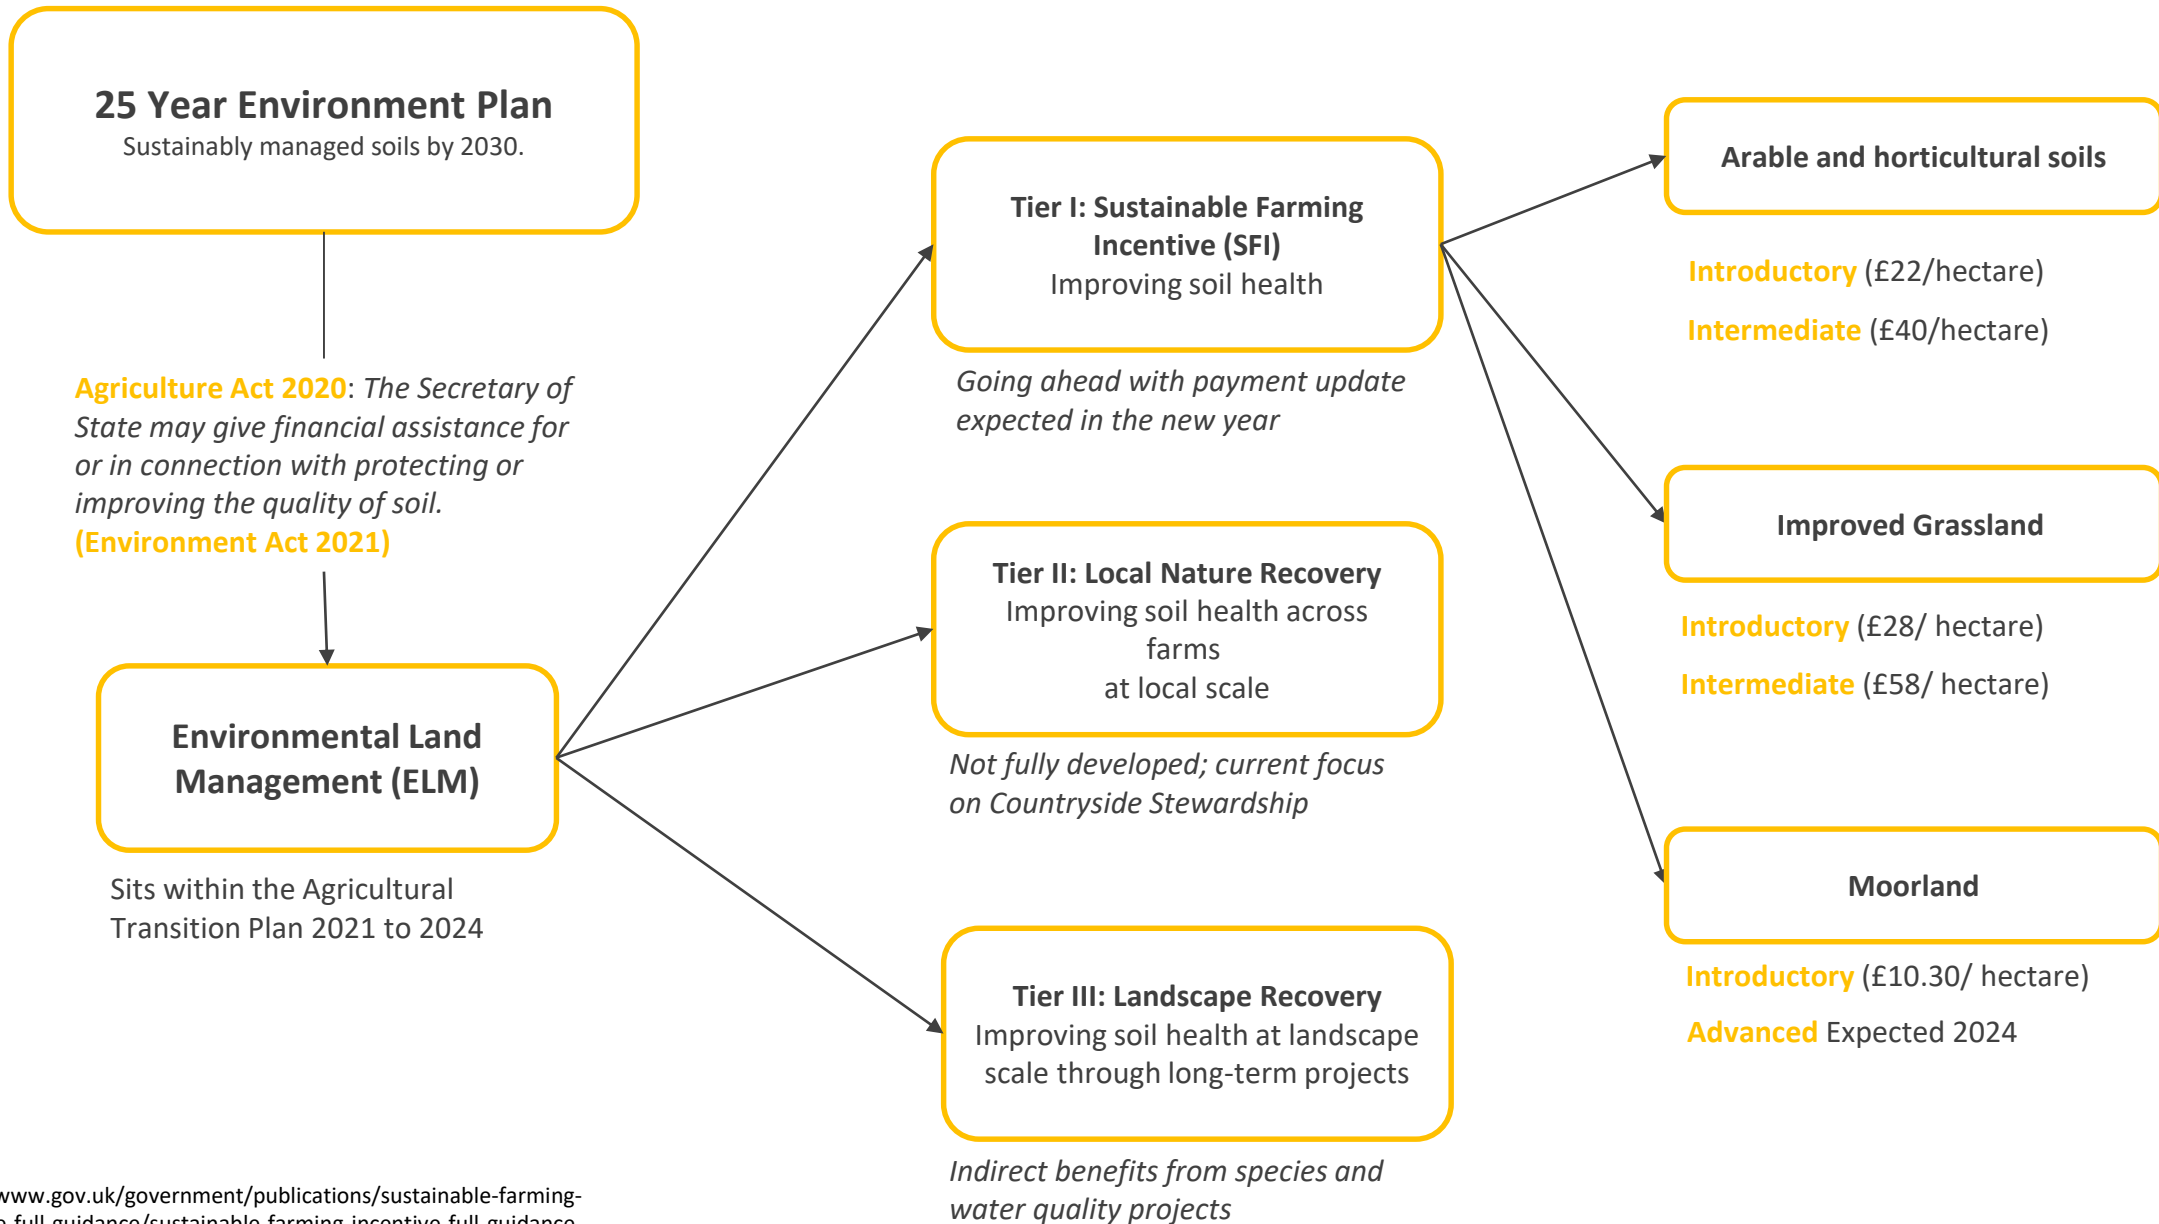 25 Year Environment Plan
Sustainably managed soils by 2030.
Agriculture Act 2020: The Secretary of
State may give financial assistance for
or in connection with protecting or
improving the quality of soil.
(Environment Act 2021)
Environmental Land
Management (ELM)
Sits within the Agricultural
Transition Plan 2021 to 2024
Tier I: Sustainable Farming
Incentive (SFI)
Improving soil health
Going ahead with payment update
expected in the new year
Tier II: Local Nature Recovery
Improving soil health across
farms
at local scale
Not fully developed; current focus
on Countryside Stewardship
Tier III: Landscape Recovery
Improving soil health at landscape
scale through long-term projects
Indirect benefits from species and
water quality projects
Arable and horticultural soils
Introductory (£22/hectare)
Intermediate (£40/hectare)
Improved Grassland
Introductory (£28/ hectare)
Intermediate (£58/ hectare)
Moorland
Introductory (£10.30/ hectare)
Advanced Expected 2024
www.gov.uk/government/publications/sustainable-farming-
e-full-guidance/sustainable-farming-incentive-full-guidance